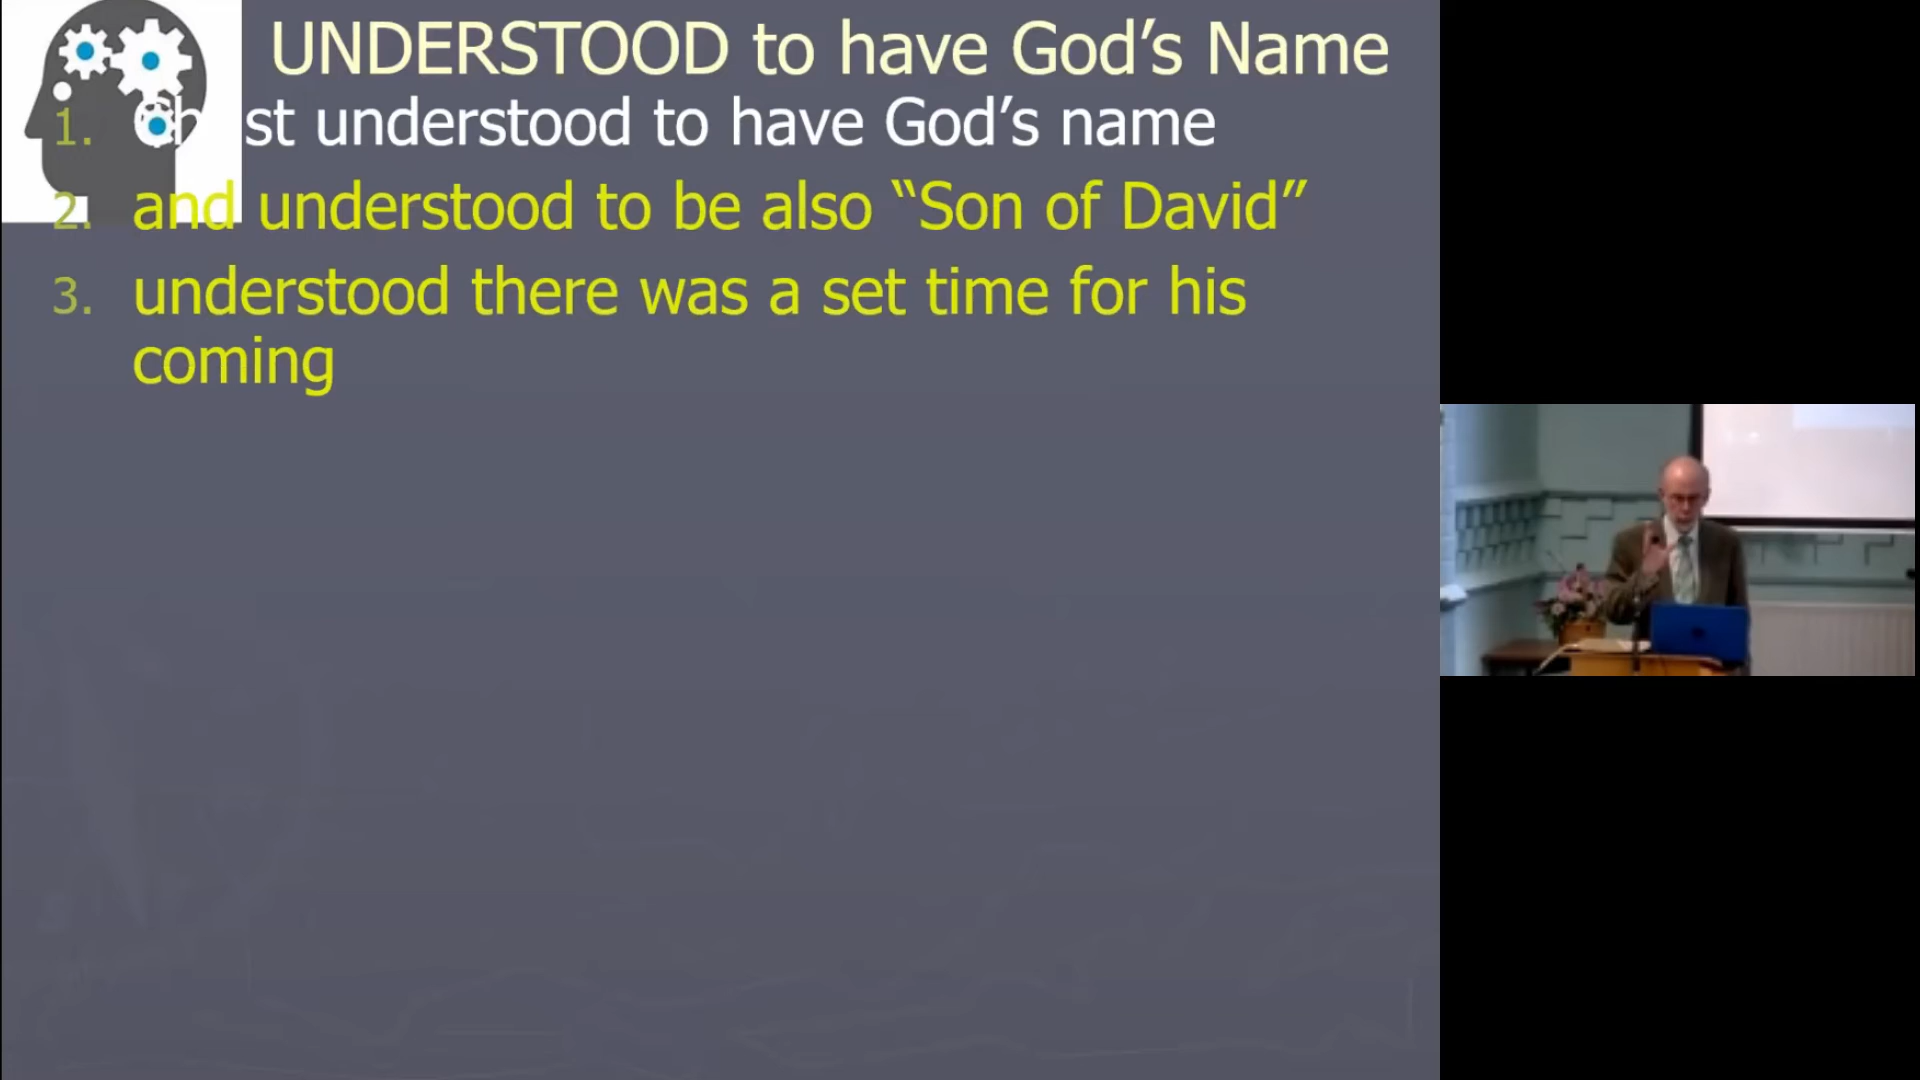 UNDERSTOOD to have God’s Name
1. Christ understood to have God’s name
2. and understood to be also “Son of David”
3. understood there was a set time for his
coming